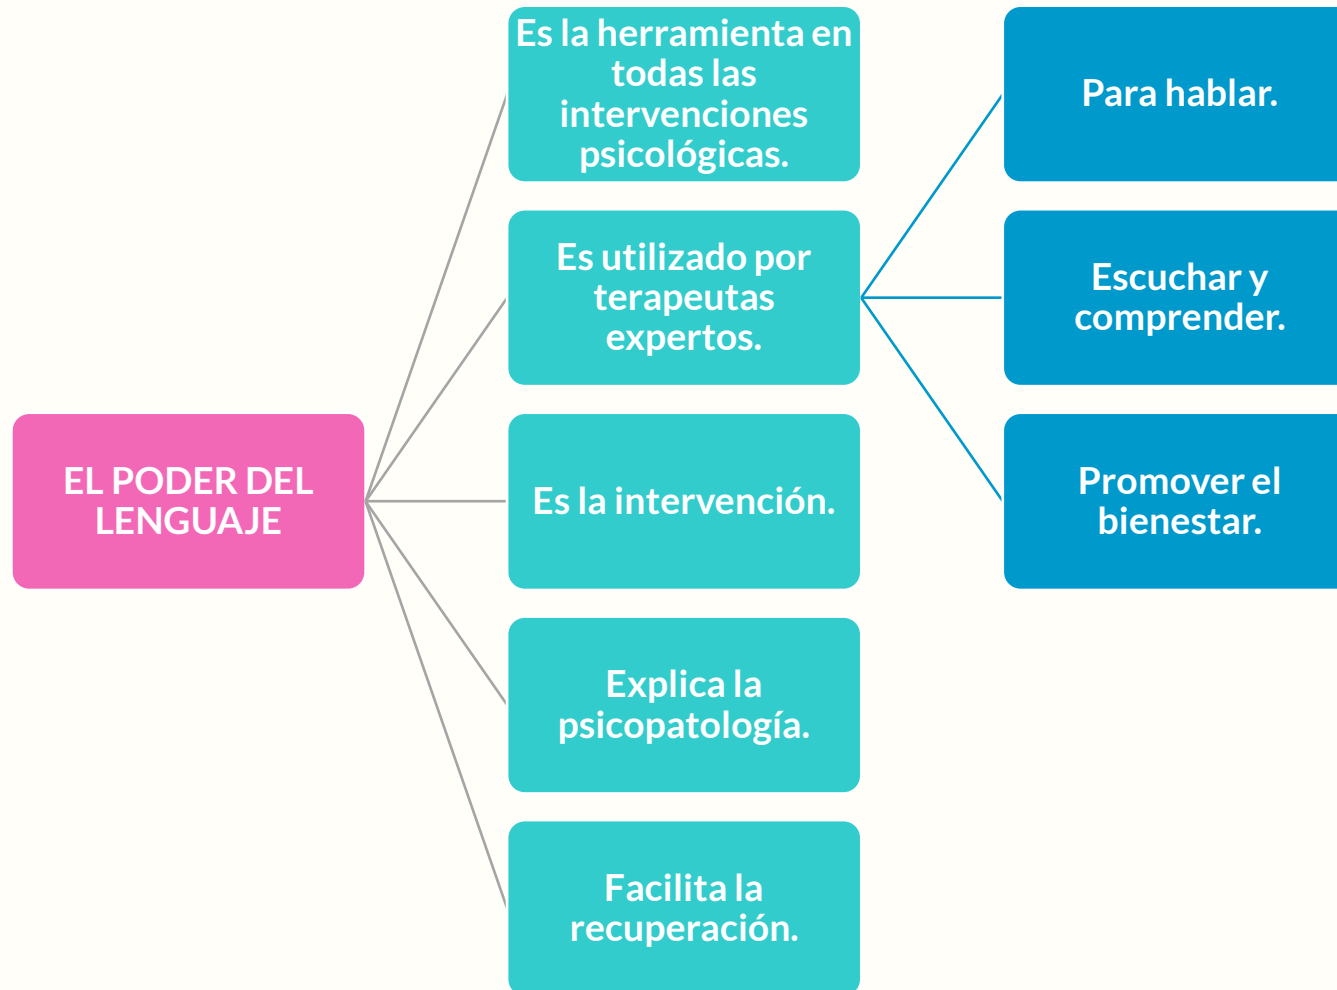 EL PODER DEL
LENGUAJE
Es la herramienta en
todas las
intervenciones
psicológicas.
Es utilizado por
terapeutas
expertos.
Para hablar.
Escuchar y
comprender.
Promover el
bienestar.
Es la intervención.
Explica la
psicopatología.
Facilita la
recuperación.